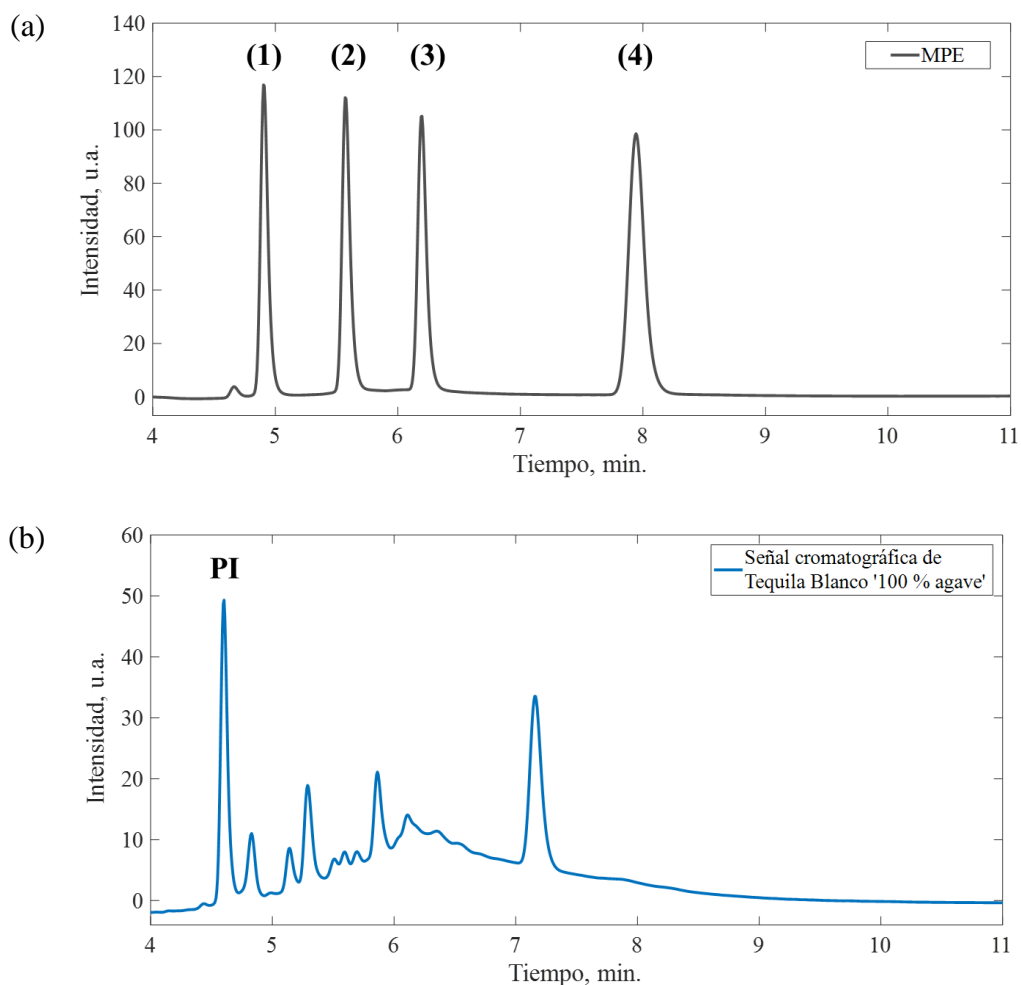 (a)
140
120
100
80
60
40
20
0
Intensidad, u.a.
(1) (2) (3) (4)
MPE
4 5 6 7 8 9 10 11
Tiempo, min.
(b)
60
50
40
30
20
10
0
Intensidad, u.a.
PI
Señal cromatográfica de
Tequila Blanco '100 % agave'
4 5 6 7 8 9 10 11
Tiempo, min.